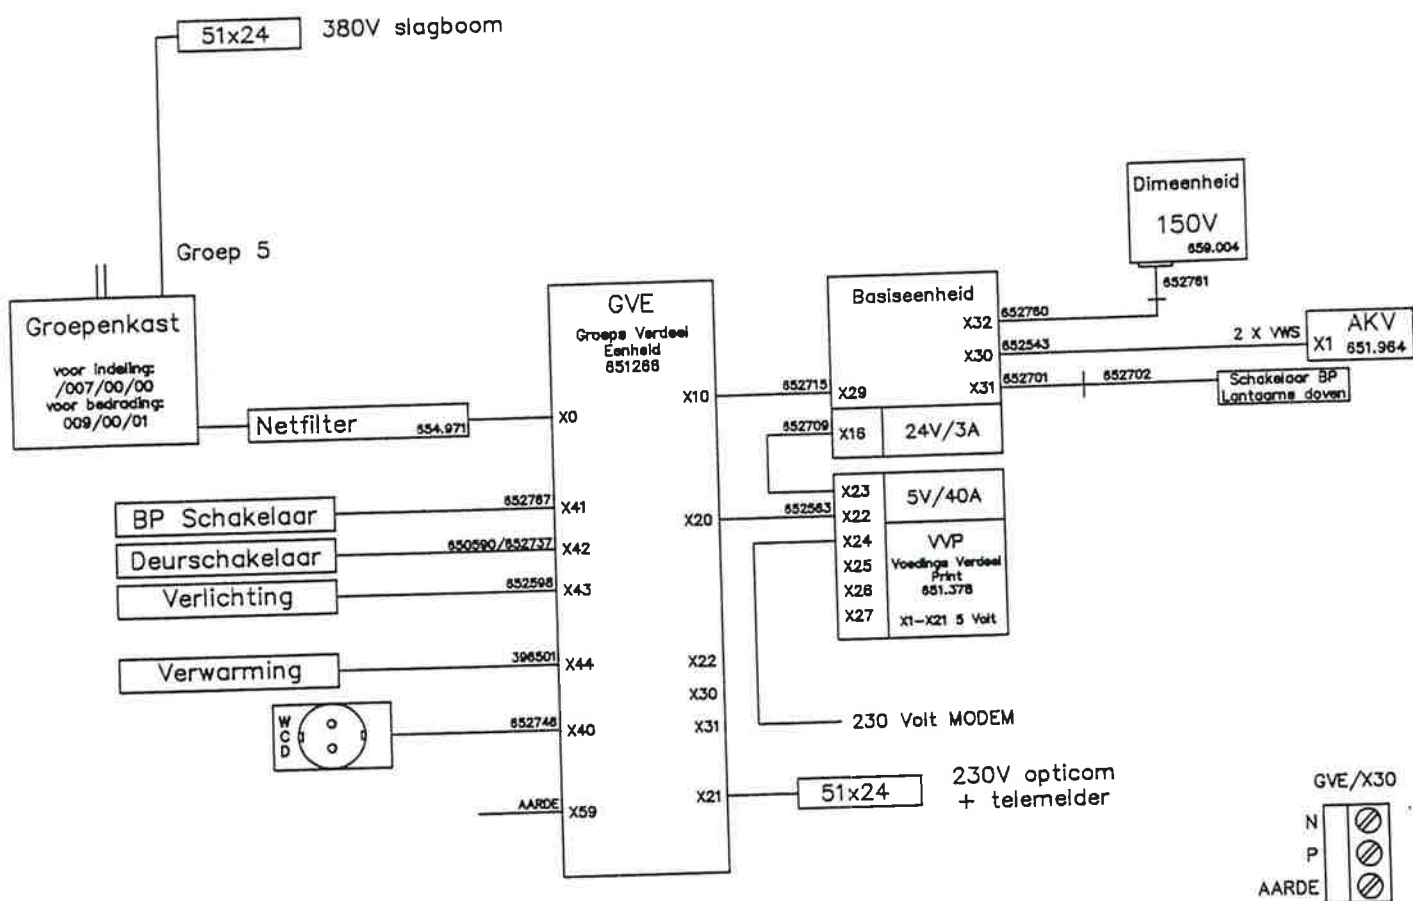 51x24
380V slagboom
Groep 5
Groepenkast
voor indeling:
/007/00/00
voor bedrading:
009/00/01
Netfilter
654.971
BP Schakelaar
652767
Deurschakelaar
650590/652737
Verlichting
652598
Verwarming
396501
W
C
D
652746
AARDE
GVE
Groeps Verdeel
Eenheid
651266
X0
X41
X42
X43
X44
X40
X59
X10
X20
X22
X30
X31
X21
652715
652709
652563
Basiseenheid
X32
X30
X29
X31
X16
24V/3A
X23
5V/40A
X22
X24
VVP
X25
Voedings Verdeel
Print
X26
651.376
X27
X1-X21 5 Volt
652760
652761
Dimeenheid
150V
659.004
652543
2 X VWS
X1
AKV
651.964
652701
652702
Schakelaar BP
Lantaarns doven
230 Volt MODEM
51x24
230V opticom
+ telemelder
GVE/X30
N
P
AARDE